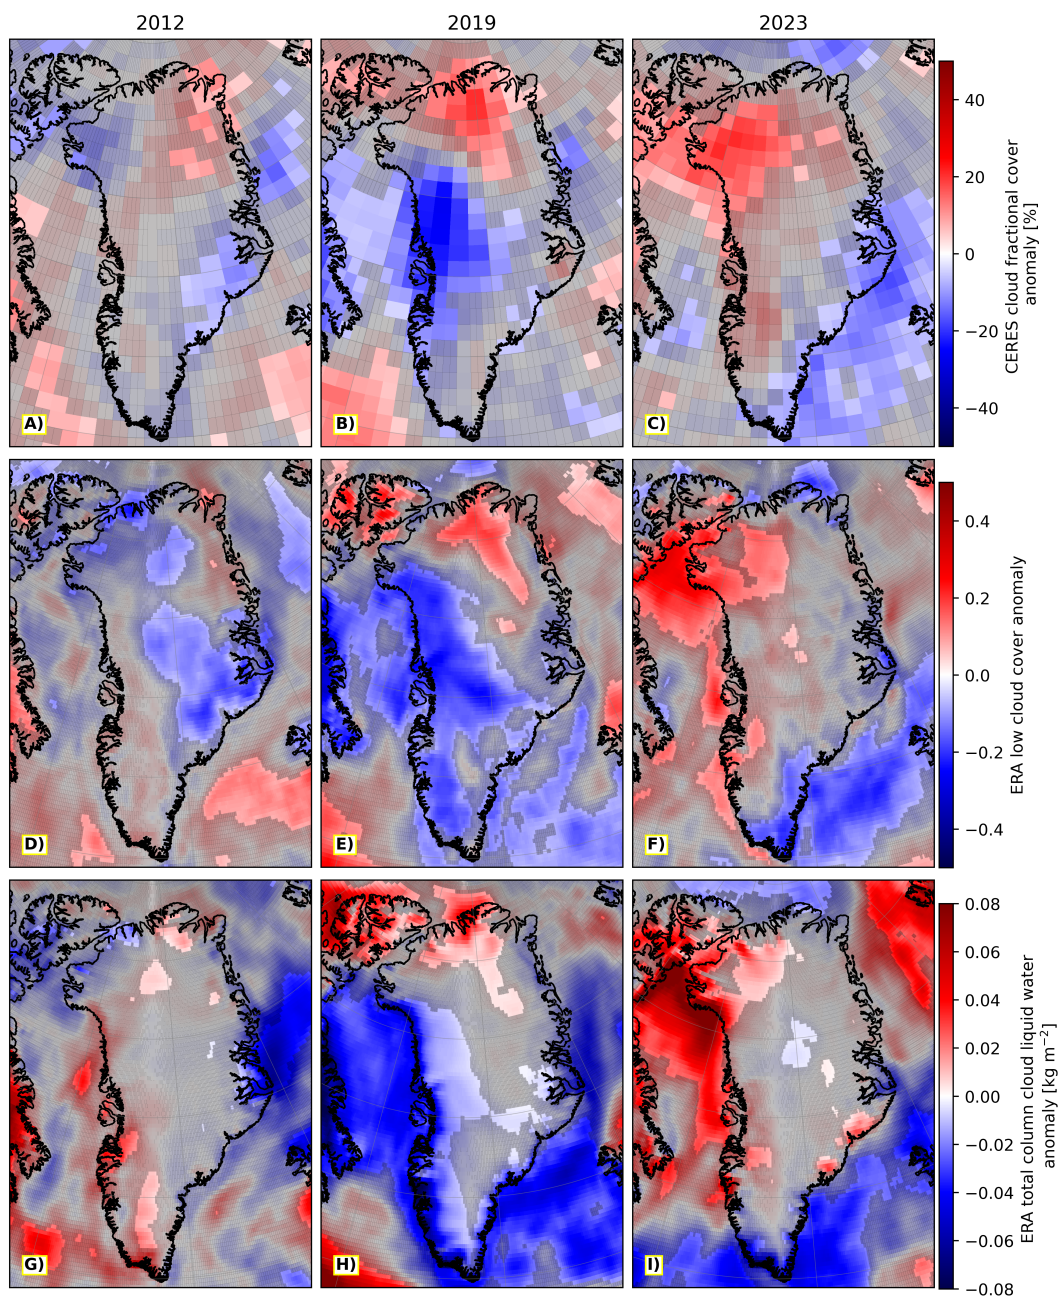 2012
2019
2023
A)
B)
C)
40
20
0
−20
−40
CERES cloud fractional cover
anomaly [%]
D)
E)
F)
0.4
0.2
0.0
−0.2
−0.4
ERA low cloud cover anomaly
G)
H)
I)
0.08
0.06
0.04
0.02
0.00
−0.02
−0.04
−0.06
−0.08
ERA total column cloud liquid water
anomaly [kg m⁻²]